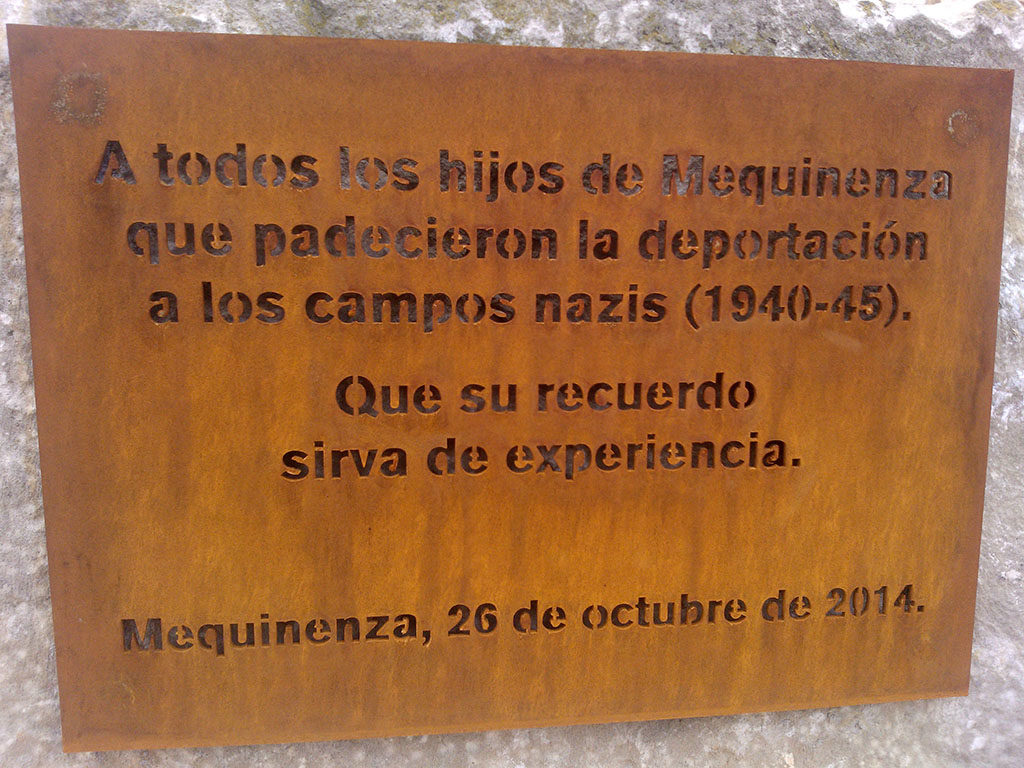 A todos los hijos de Mequinenza
que padecieron la deportación
a los campos nazis (1940-45).
Que su recuerdo
sirva de experiencia.
Mequinenza, 26 de octubre de 2014.